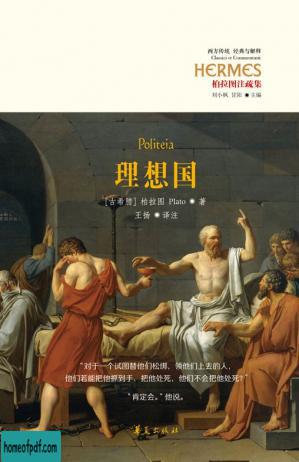 西方传统 经典与解释
Classici et Commentarii
HERMES
柏拉图注疏集
刘小枫 甘阳 ●主编
Politeia
理想国
[古希腊] 柏拉图 Plato ● 著
王扬 ● 译注
“对于一个试图替他们松绑、领他们上去的人，
他们若能把他抓到手、把他处死，他们不会把他处死？”
“肯定会。”他说。
华夏出版社
homeofpdf.com